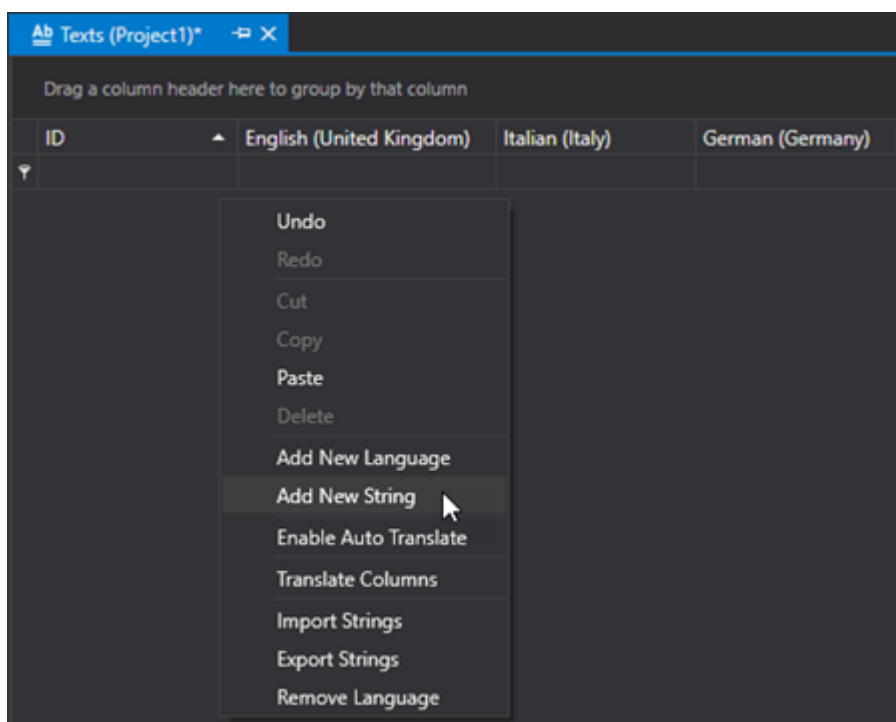 Ab Texts (Project1)*
Drag a column header here to group by that column
ID English (United Kingdom) Italian (Italy) German (Germany)
Undo
Redo
Cut
Copy
Paste
Delete
Add New Language
Add New String
Enable Auto Translate
Translate Columns
Import Strings
Export Strings
Remove Language